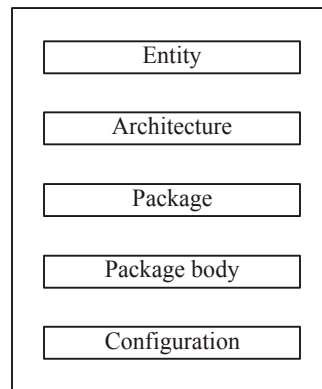 Entity
Architecture
Package
Package body
Configuration